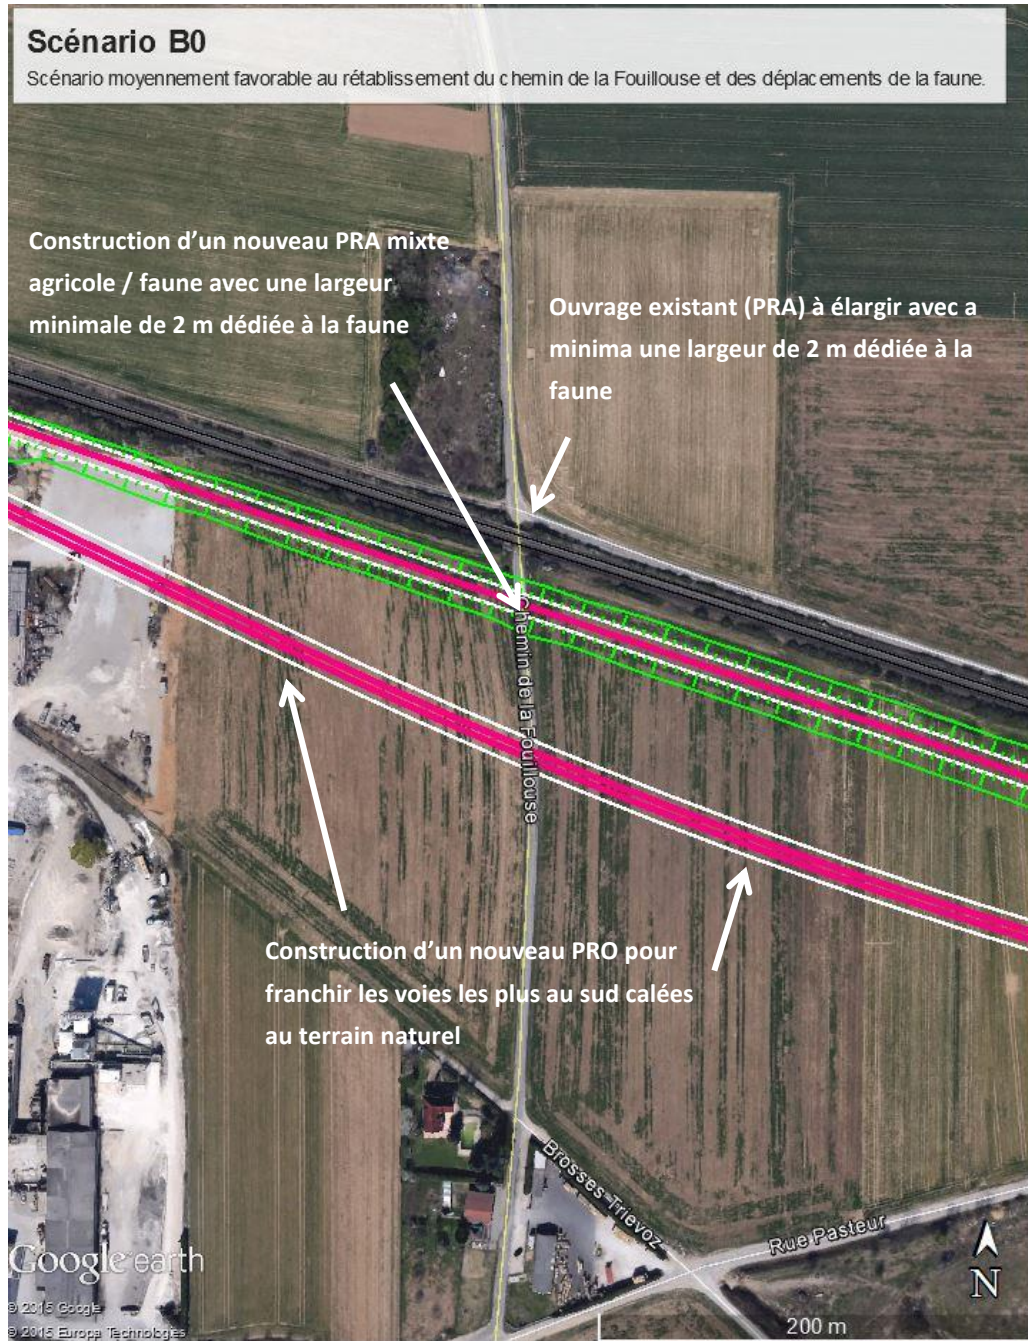 Scénario B0
Scénario moyennement favorable au rétablissement du chemin de la Fouillouse et des déplacements de la faune.
Construction d’un nouveau PRA mixte
agricole / faune avec une largeur
minimale de 2 m dédiée à la faune
Ouvrage existant (PRA) à élargir avec a
minima une largeur de 2 m dédiée à la
faune
Chemin de la Fouillouse
Construction d’un nouveau PRO pour
franchir les voies les plus au sud calées
au terrain naturel
Brosses Trievoz
Rue Pasteur
Google earth
N
© 2015 Google
© 2015 Europa Technologies
200 m